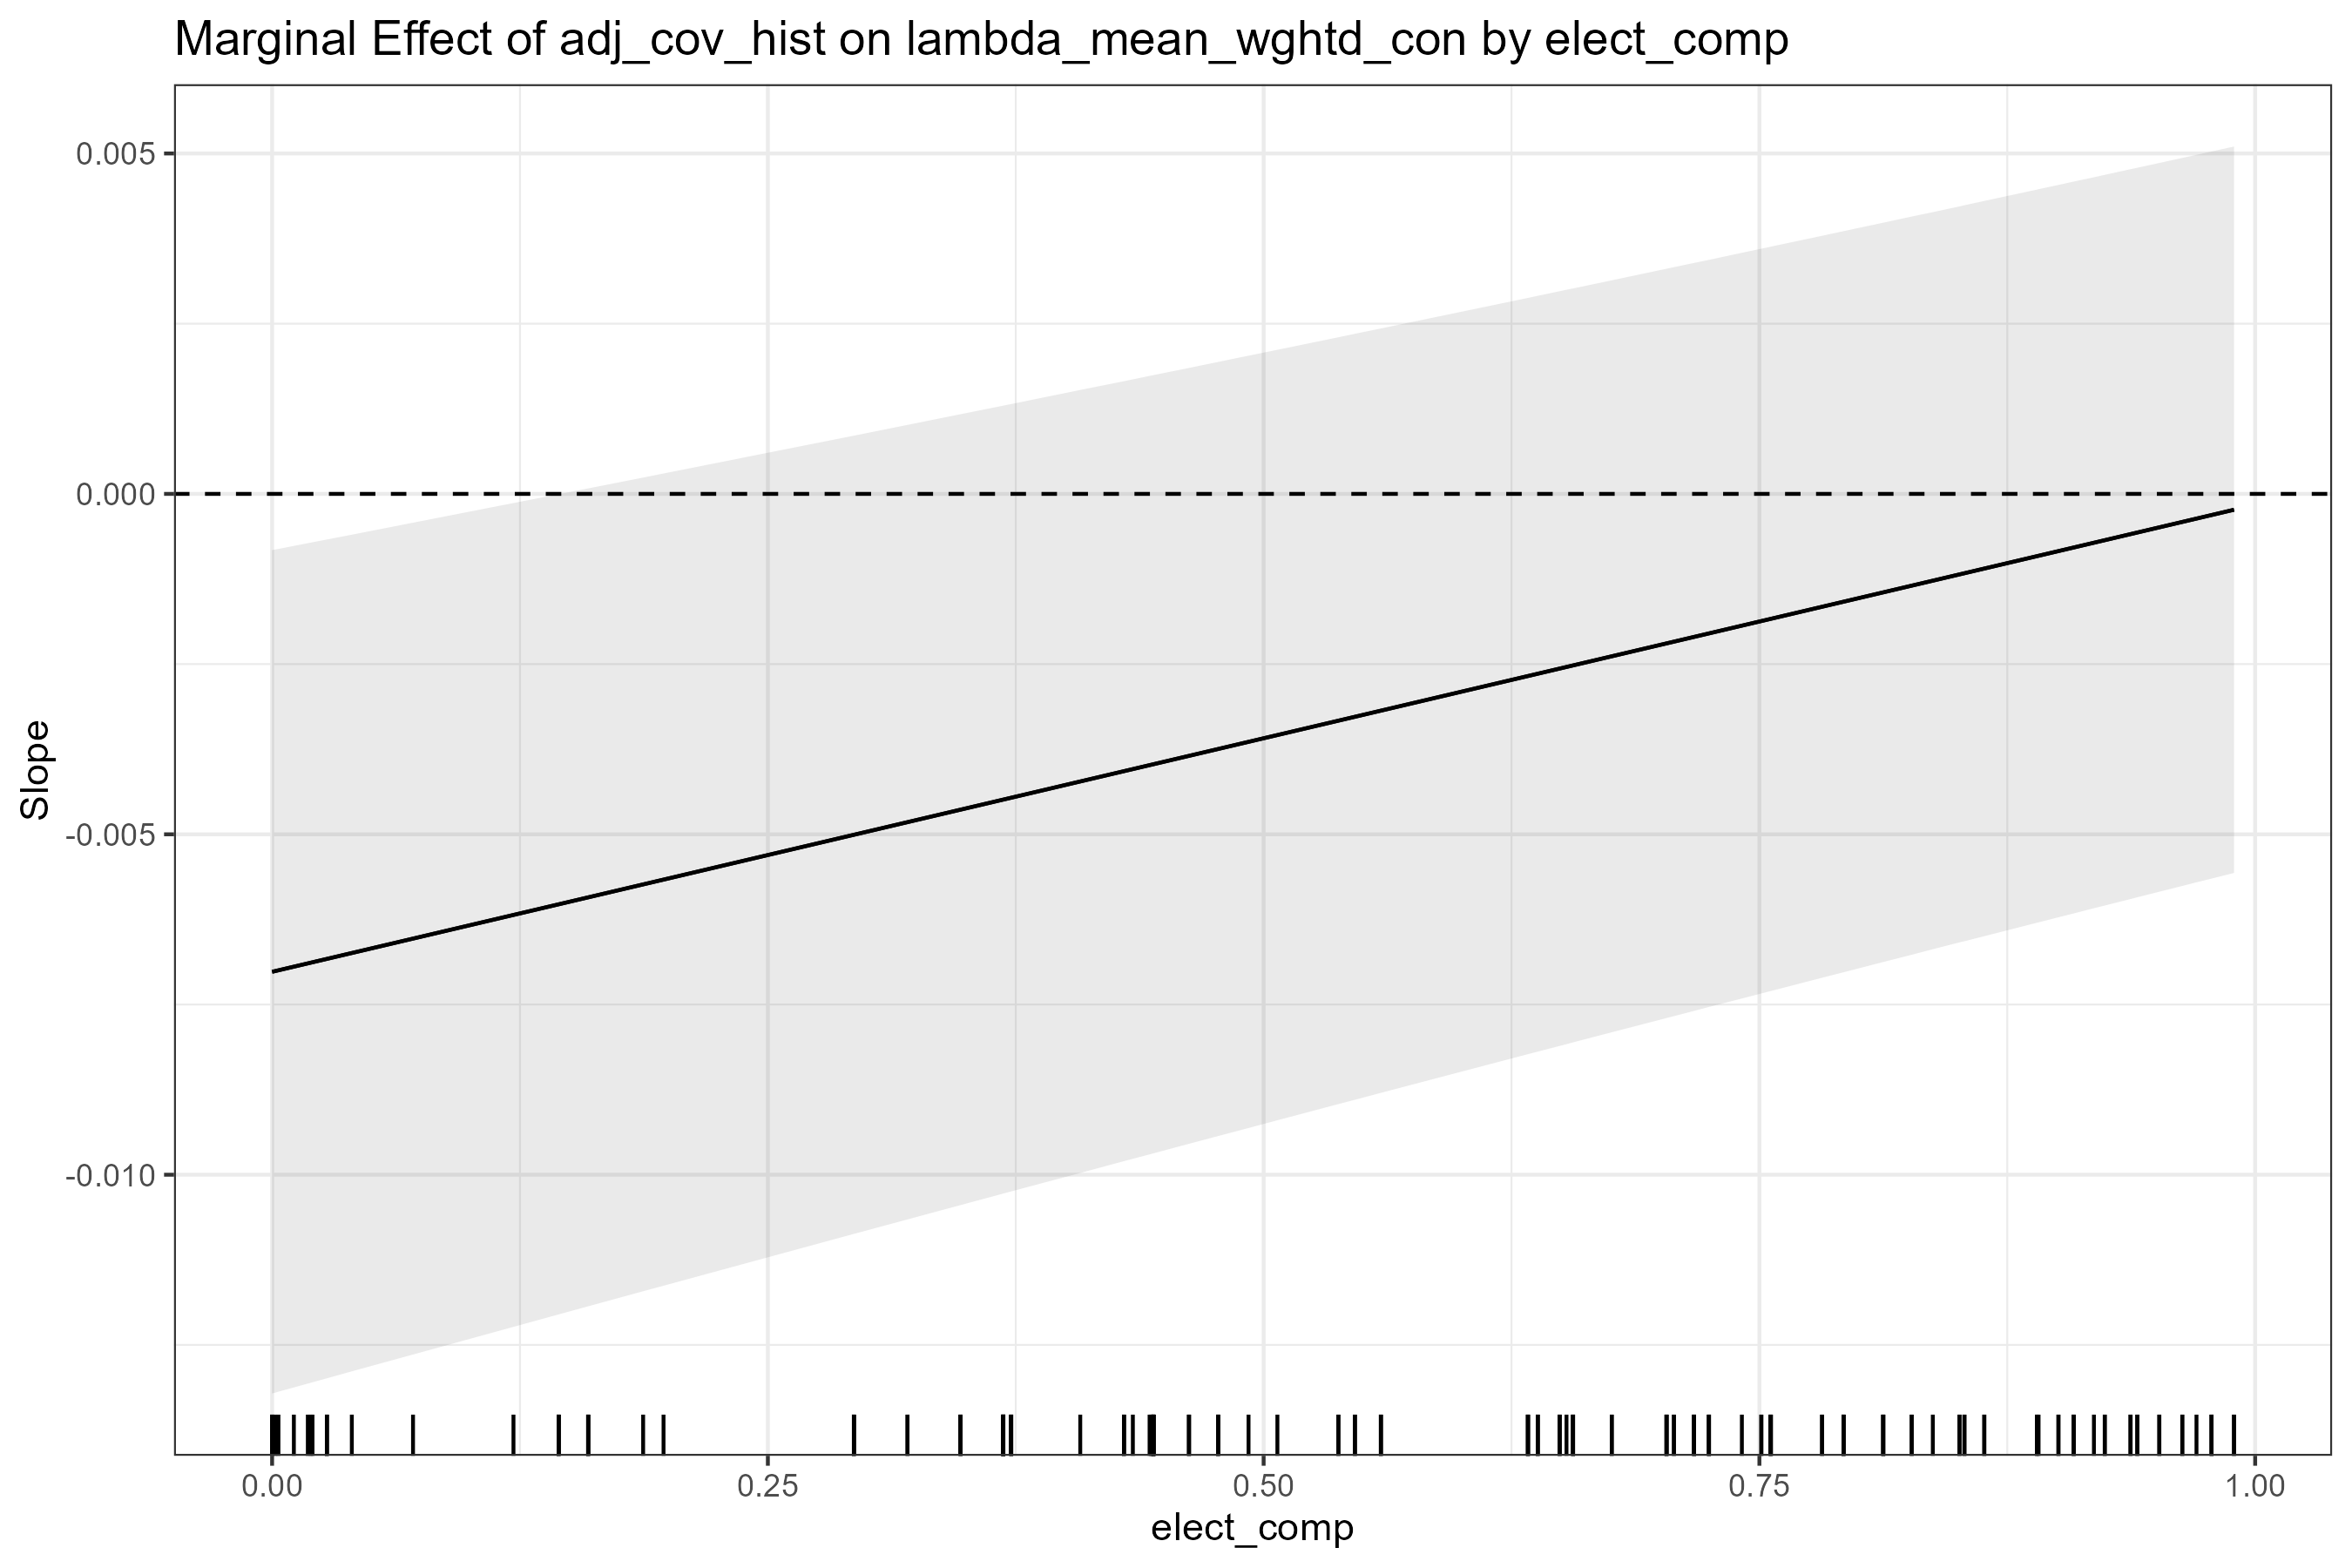 Marginal Effect of adj_cov_hist on lambda_mean_wghtd_con by elect_comp
0.005
0.000
-0.005
-0.010
Slope
0.00 0.25 0.50 0.75 1.00
elect_comp